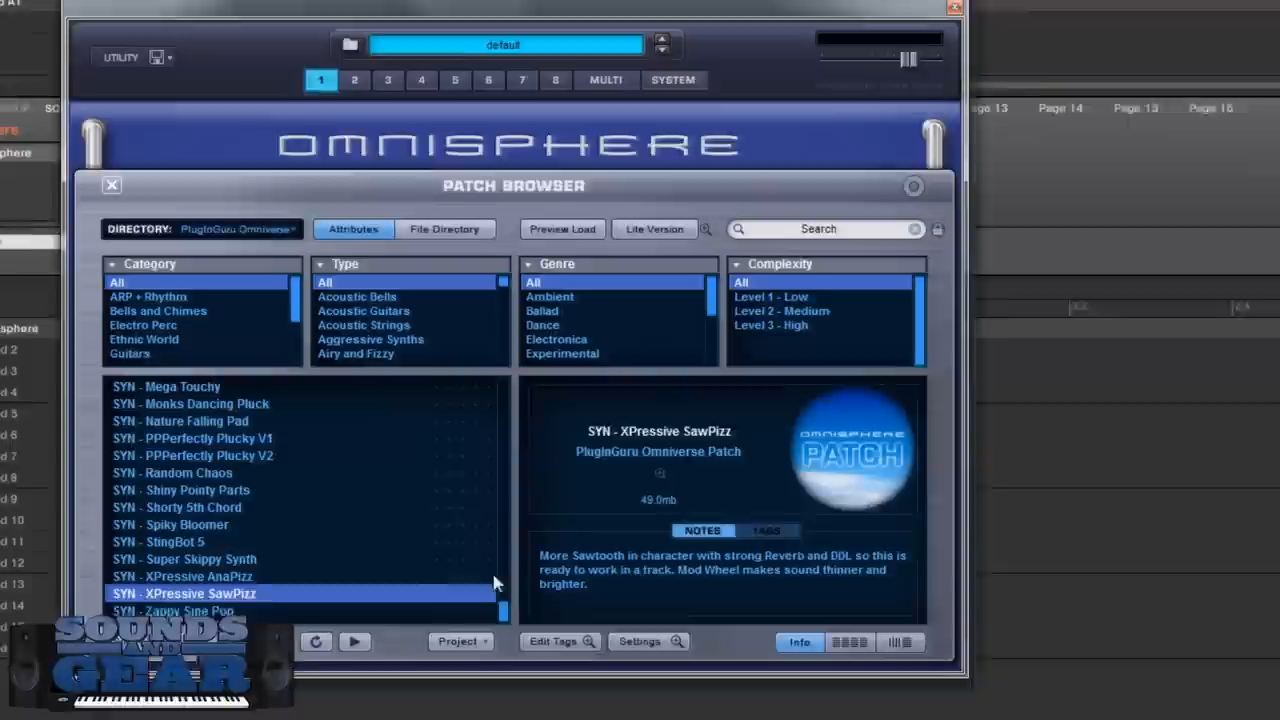 UTILITY
default
1 2 3 4 5 6 7 8 MULTI SYSTEM
Page 14 Page 15 Page 16
OMNISPHERE
PATCH BROWSER
DIRECTORY: PlugInGuru Omniverse
Attributes File Directory Preview Load Lite Version Search
Category Type Genre Complexity
All All All All
ARP + Rhythm Acoustic Bells Ambient Level 1 - Low
Bells and Chimes Acoustic Guitars Ballad Level 2 - Medium
Electro Perc Acoustic Strings Dance Level 3 - High
Ethnic World Aggressive Synths Electronica
Guitars Airy and Fizzy Experimental
SYN - Mega Touchy
SYN - Monks Dancing Pluck
SYN - Nature Falling Pad
SYN - PPPerfectly Plucky V1
SYN - PPPerfectly Plucky V2
SYN - Random Chaos
SYN - Shiny Pointy Parts
SYN - Shorty 5th Chord
SYN - Spiky Bloomer
SYN - StingBot 5
SYN - Super Skippy Synth
SYN - XPressive AnaPizz
SYN - XPressive SawPizz
SYN - Zappy Sine Pop
SYN - XPressive SawPizz
PlugInGuru Omniverse Patch
49.0mb
OMNISPHERE
PATCH
NOTES TAGS
More Sawtooth in character with strong Reverb and DDL so this is
ready to work in a track. Mod Wheel makes sound thinner and
brighter.
Project Edit Tags Settings Info
SOUNDS
AND
GEAR